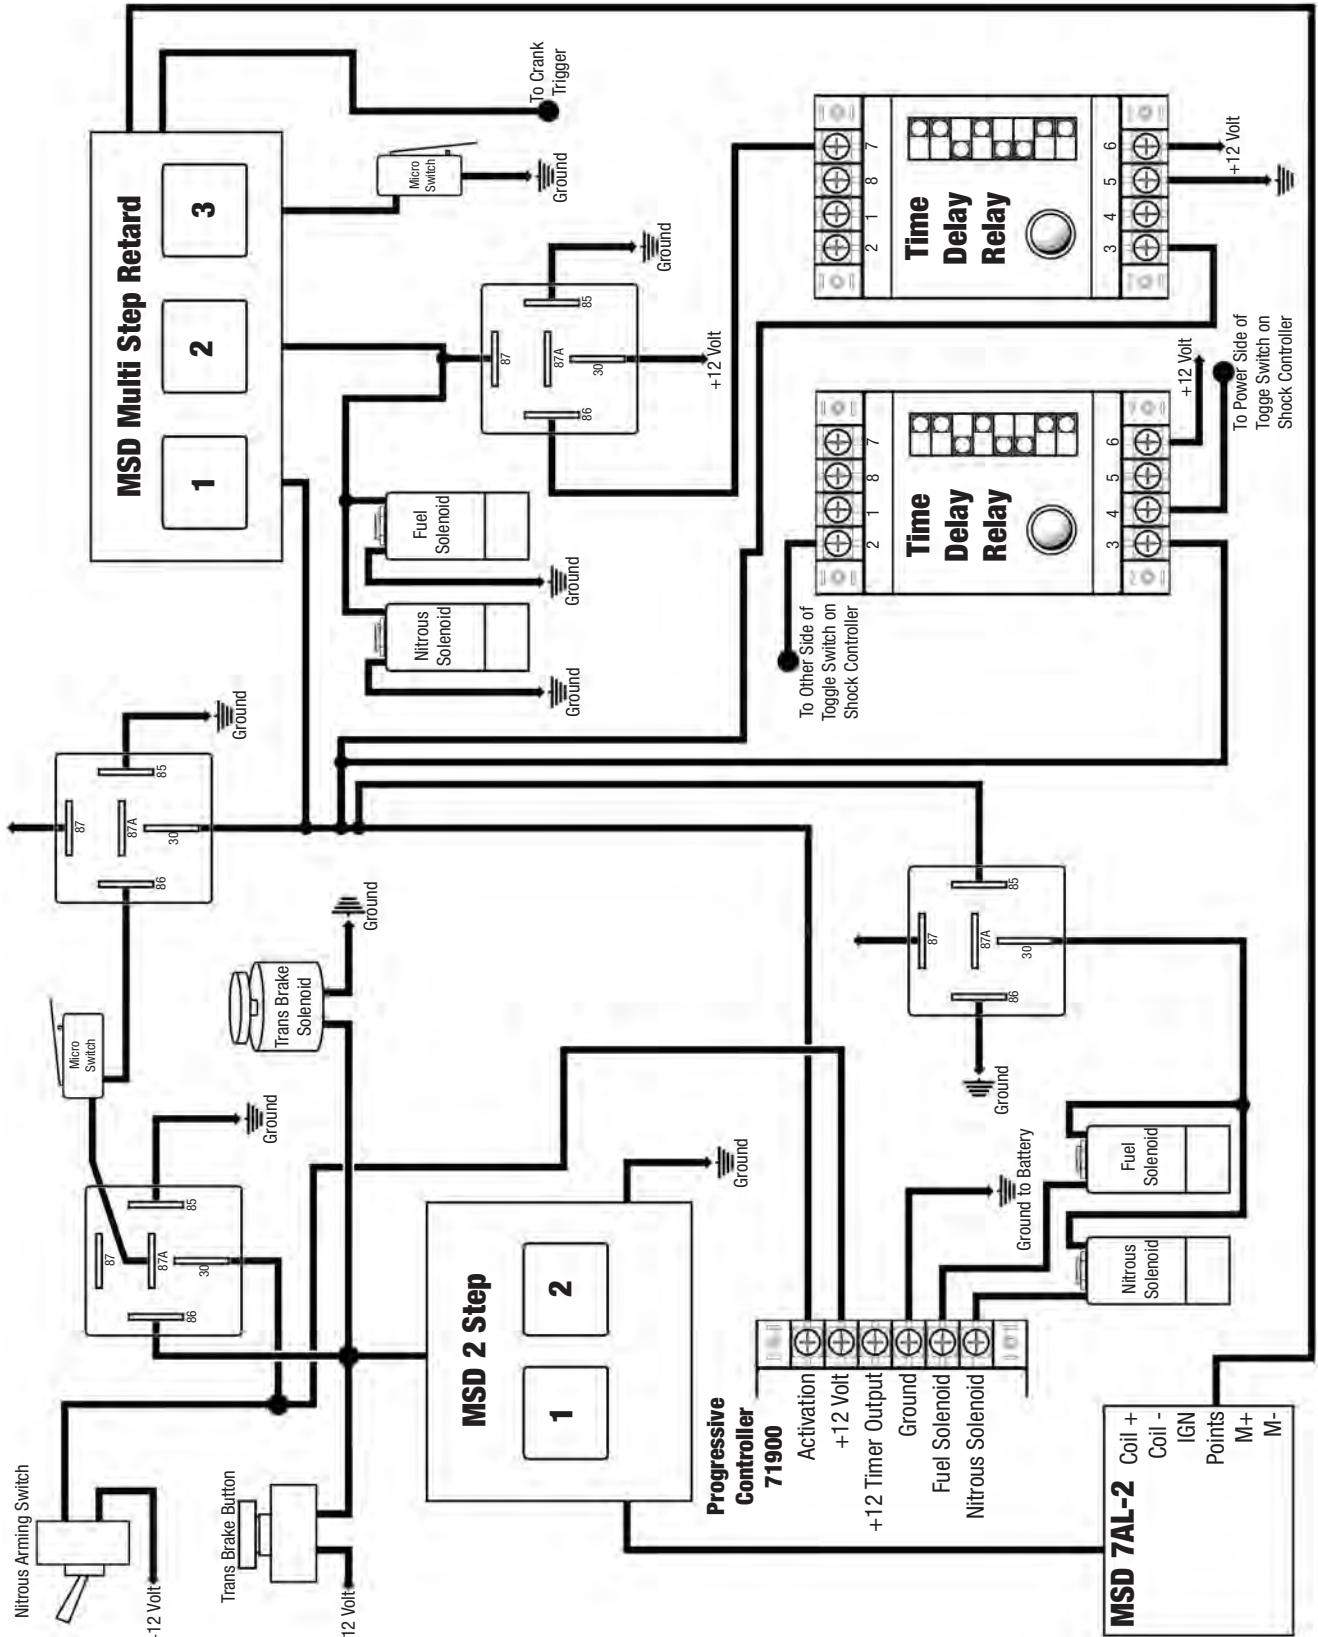 Nitrous Arming Switch
-12 Volt
Trans Brake Button
12 Volt
87
87A
30
86
85
Ground
Micro
Switch
Trans Brake
Solenoid
Ground
87
87A
30
86
85
Ground
MSD Multi Step Retard
1
2
3
To Crank
Trigger
Micro
Switch
Ground
Nitrous
Solenoid
Ground
Fuel
Solenoid
Ground
87
87A
30
86
85
Ground
+12 Volt
MSD 2 Step
1
2
Ground
Progressive
Controller
71900
Activation
+12 Volt
+12 Timer Output
Ground
Fuel Solenoid
Nitrous Solenoid
Ground to Battery
Nitrous
Solenoid
Fuel
Solenoid
87
87A
30
86
85
Ground
To Other Side of
Toggle Switch on
Shock Controller
2
1
8
7
Time
Delay
Relay
3
4
5
6
+12 Volt
To Power Side of
Togge Switch on
Shock Controller
2
1
8
7
Time
Delay
Relay
3
4
5
6
+12 Volt
MSD 7AL-2
Coil +
Coil -
IGN
Points
M+
M-